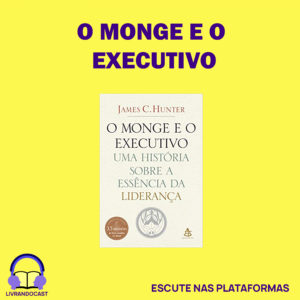 O MONGE E O
EXECUTIVO
JAMES C. HUNTER
O MONGE E O
EXECUTIVO
UMA HISTÓRIA
SOBRE A
ESSÊNCIA DA
LIDERANÇA
LIVRANDOCAST
ESCUTE NAS PLATAFORMAS